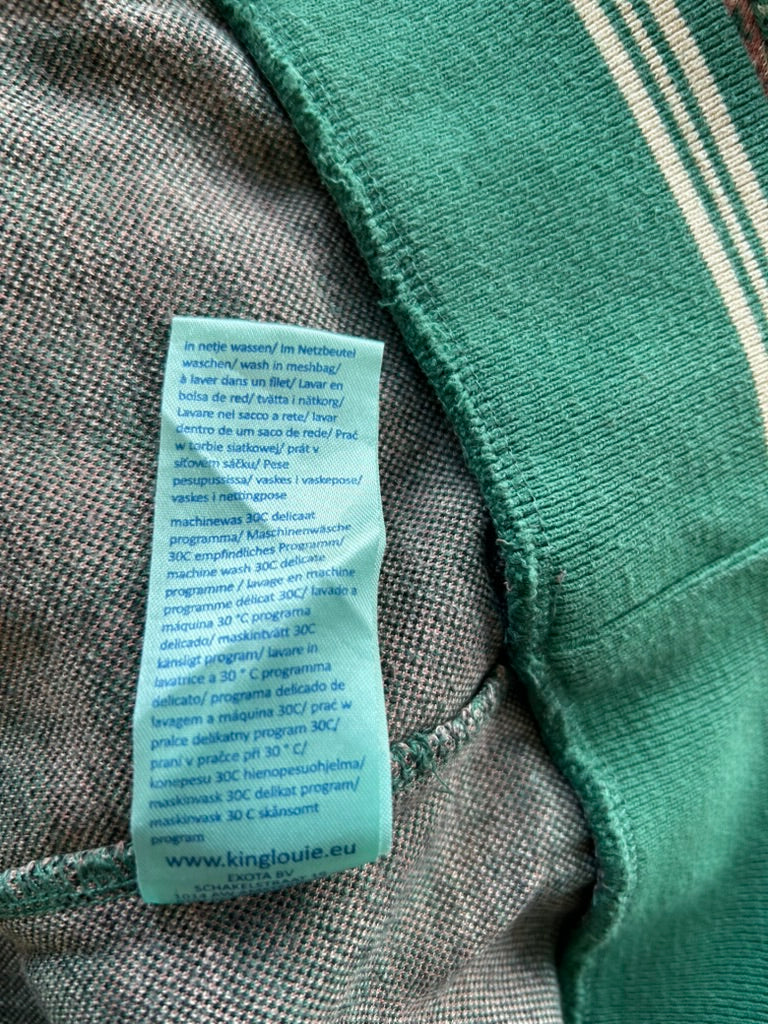 in netje wassen/ Im Netzbeutel
waschen/ wash in meshbag/
à laver dans un filet/ Lavar en
bolsa de red/ tvätta i nätkorg/
Lavare nel sacco a rete/ lavar
dentro de um saco de rede/ Prać
w torbie siatkowej/ prát v
síťovém sáčku/ Pese
pesupussissa/ vaskes i vaskepose/
vaskes i nettingpose
machinewas 30C delicaat
programma/ Maschinenwäsche
30C empfindliches Programm/
machine wash 30C delicate
programme / lavage en machine
programme délicat 30C/ lavado a
máquina 30 °C programa
delicado/ maskintvätt 30C
känsligt program/ lavare in
lavatrice a 30 ° C programma
delicato/ programa delicado de
lavagem a máquina 30C/ prać w
pralce delikatny program 30C/
praní v pračce při 30 ° C/
konepesu 30C hienopesuohjelma/
maskinvask 30C delikat program/
maskinvask 30 C skånsomt
program
www.kinglouie.eu
EXOTA BV
SCHAKELSTRAAT
1014